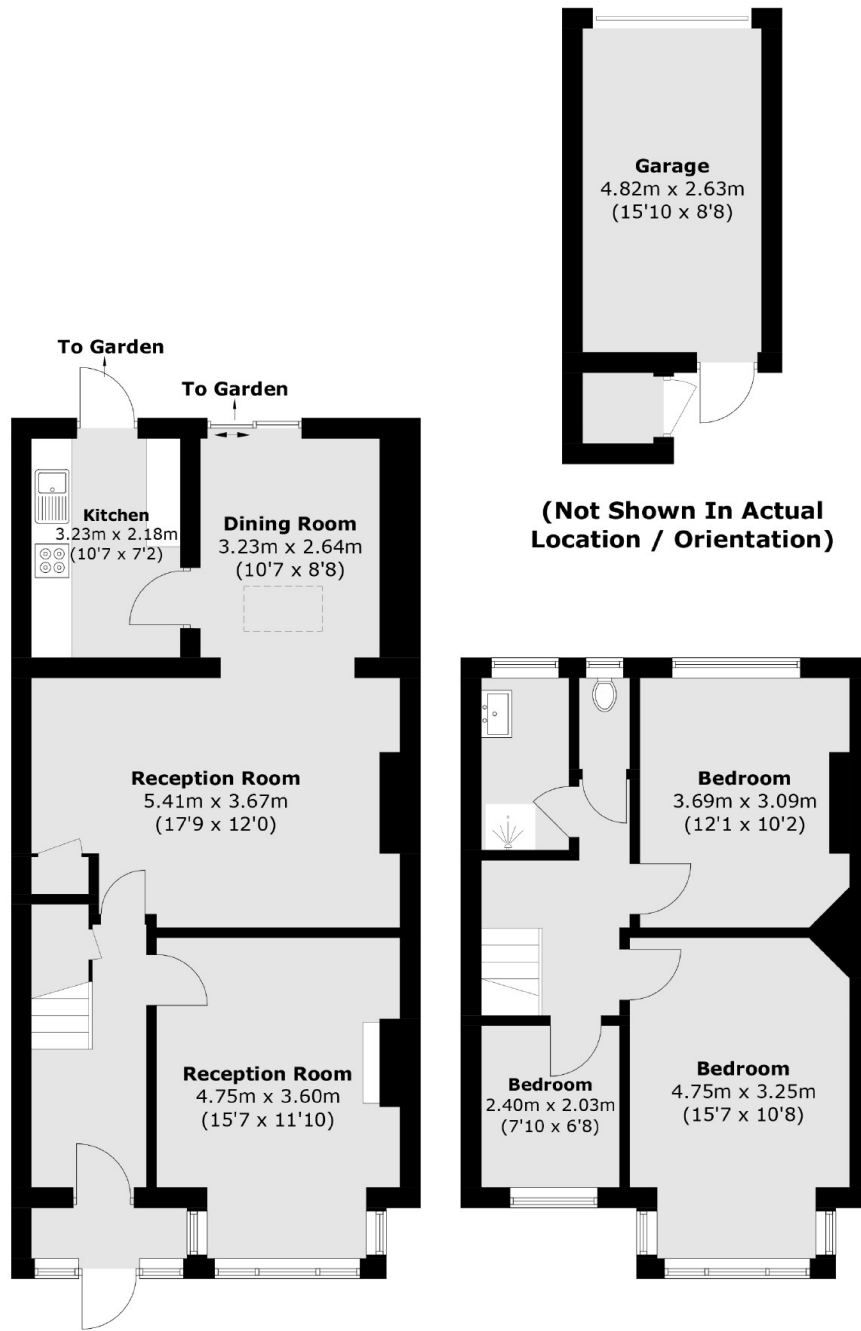 Garage
4.82m x 2.63m
(15'10 x 8'8)
To Garden
To Garden
Kitchen
3.23m x 2.18m
(10'7 x 7'2)
Dining Room
3.23m x 2.64m
(10'7 x 8'8)
(Not Shown In Actual
Location / Orientation)
Reception Room
5.41m x 3.67m
(17'9 x 12'0)
Bedroom
3.69m x 3.09m
(12'1 x 10'2)
Reception Room
4.75m x 3.60m
(15'7 x 11'10)
Bedroom
2.40m x 2.03m
(7'10 x 6'8)
Bedroom
4.75m x 3.25m
(15'7 x 10'8)